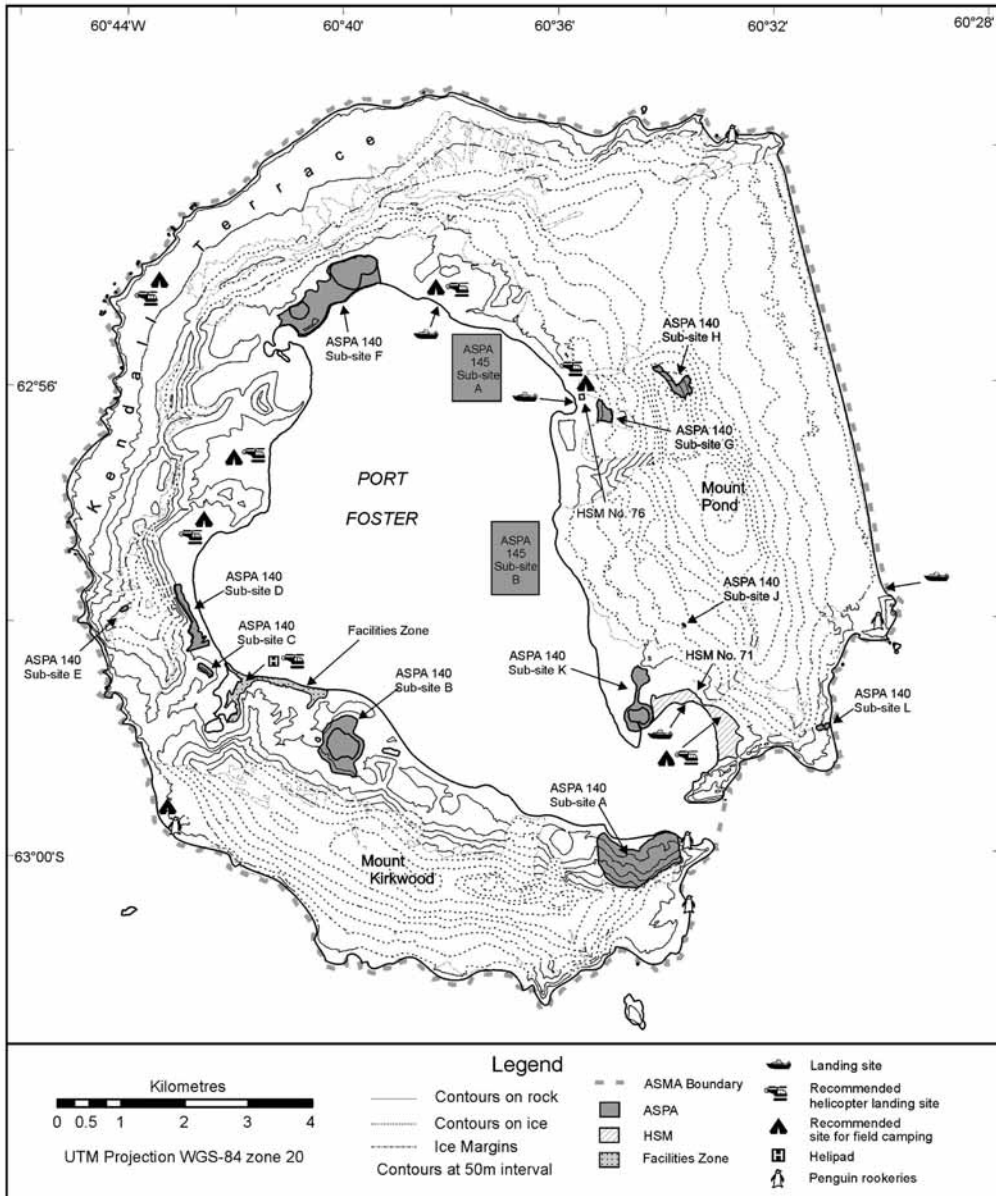 60°44'W
60°40'
60°36'
60°32'
60°28'
Kendall Terrace
ASPA 140
Sub-site F
ASPA
145
Sub-site
A
ASPA 140
Sub-site H
62°56'
ASPA 140
Sub-site G
PORT
FOSTER
HSM No. 76
Mount
Pond
ASPA
145
Sub-site
B
ASPA 140
Sub-site D
ASPA 140
Sub-site J
ASPA 140
Sub-site C
Facilities Zone
ASPA 140
Sub-site E
H
ASPA 140
Sub-site B
ASPA 140
Sub-site K
HSM No. 71
ASPA 140
Sub-site L
ASPA 140
Sub-site A
63°00'S
Mount
Kirkwood
Legend
Kilometres
0 0.5 1 2 3 4
UTM Projection WGS-84 zone 20
Contours on rock
Contours on ice
Ice Margins
Contours at 50m interval
ASMA Boundary
ASPA
HSM
Facilities Zone
Landing site
Recommended
helicopter landing site
Recommended
site for field camping
H Helipad
Penguin rookeries